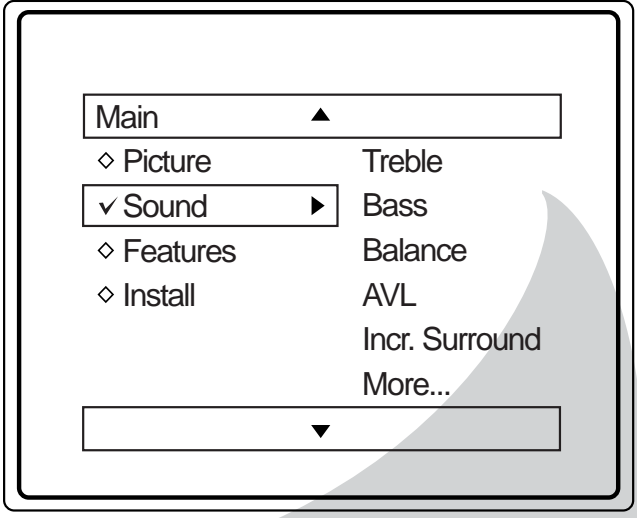 Main
Picture Treble
Sound Bass
Features Balance
Install AVL
Incr. Surround
More...